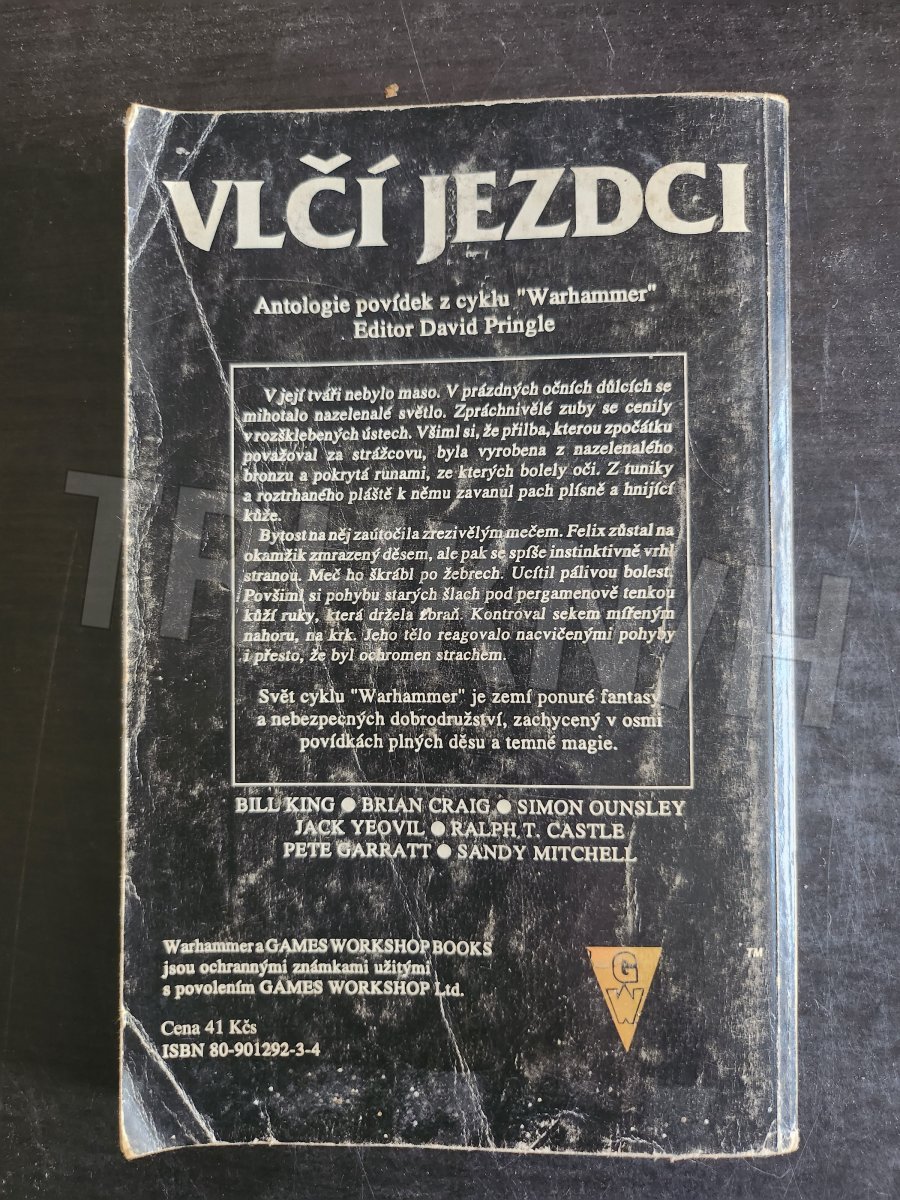 VLČÍ JEZDCI
Antologie povídek z cyklu "Warhammer"
Editor David Pringle
V její tváři nebylo maso. V prázdných očních důlcích se
mihotalo nazelenalé světlo. Zpráchnivělé zuby se cenily
v rozšklebených ústech. Všiml si, že přilba, kterou zpočátku
považoval za strážcovu, byla vyrobena z nazelenalého
bronzu a pokrytá runami, ze kterých bolely oči. Z tuniky
a roztrhaného pláště k němu zavanul pach plísně a hnijící
kůže.
Bytost na něj zaútočila zrezivělým mečem. Felix zůstal na
okamžik zmrazený děsem, ale pak se spíše instinktivně vrhl
stranou. Meč ho škrábl po žebrech. Ucítil pálivou bolest.
Povšiml si pohybu starých šlach pod pergamenově tenkou
kůží ruky, která držela zbraň. Kontroval sekem mířeným
nahoru, na krk. Jeho tělo reagovalo nacvičenými pohyby
i přesto, že byl ochromen strachem.
Svět cyklu "Warhammer" je zemí ponuré fantasy
a nebezpečných dobrodružství, zachycený v osmi
povídkách plných děsu a temné magie.
BILL KING ● BRIAN CRAIG ● SIMON OUNSLEY
JACK YEOVIL ● RALPH T. CASTLE
PETE GARRATT ● SANDY MITCHELL
Warhammer a GAMES WORKSHOP BOOKS
jsou ochrannými známkami užitými
s povolením GAMES WORKSHOP Ltd.
GW
TM
Cena 41 Kčs
ISBN 80-901292-3-4